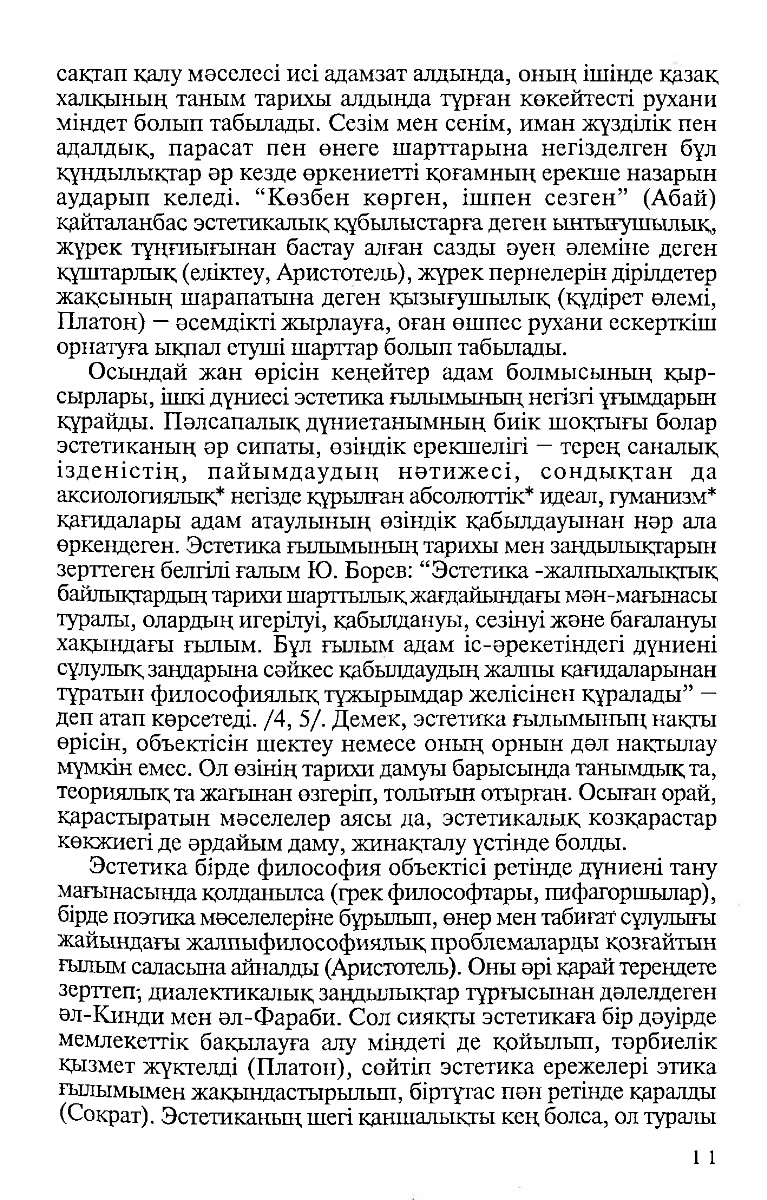 сақтап қалу мәселесі исі адамзат алдында, оның ішінде қазақ
халқының таным тарихы алдында тұрған көкейтесті рухани
міндет болып табылады. Сезім мен сенім, иман жүзділік пен
адалдық, парасат пен өнеге шарттарына негізделген бұл
құндылықтар әр кезде өркениетті қоғамның ерекше назарын
аударып келеді. “Көзбен көрген, ішпен сезген” (Абай)
қайталанбас эстетикалық құбылыстарға деген ынтығушылық,
жүрек тұңғиығынан бастау алған сазды әуен әлеміне деген
құштарлық (еліктеу, Аристотель), жүрек пернелерін дірілдетер
жақсының шарапатына деген қызығушылық (құдірет әлемі,
Платон) — әсемдікті жырлауға, оған өшпес рухани ескерткіш
орнатуға ықпал етуші шарттар болып табылады.
Осындай жан өрісін кеңейтер адам болмысының қыр-
сырлары, ішкі дүниесі эстетика ғылымының негізгі ұғымдарын
құрайды. Пәлсапалық дүниетанымның биік шоқтығы болар
эстетиканың әр сипаты, өзіндік ерекшелігі — терең саналық
ізденістің, пайымдаудың нәтижесі, сондықтан да
аксиологиялық* негізде құрылған абсолюттік* идеал, гуманизм*
қағидалары адам атаулының өзіндік қабылдауынан нәр ала
өркендеген. Эстетика ғылымының тарихы мен заңдылықтарын
зерттеген белгілі ғалым Ю. Борев: “Эстетика -жалпыхалықтық
байлықтардың тарихи шарттылық жағдайындағы мән-мағынасы
туралы, олардың игерілуі, қабылдануы, сезінуі және бағалануы
хақындағы ғылым. Бұл ғылым адам іс-әрекетіндегі дүниені
сұлулық заңдарына сәйкес қабылдаудың жалпы қағидаларынан
тұратын философиялық тұжырымдар желісінен құралады” —
деп атап көрсетеді. /4, 5/. Демек, эстетика ғылымының нақты
өрісін, объектісін шектеу немесе оның орнын дәл нақтылау
мүмкін емес. Ол өзінің тарихи дамуы барысында танымдық та,
теориялық та жағынан өзгеріп, толығын отырған. Осыған орай,
қарастыратын мәселелер аясы да, эстетикалық козқарастар
көкжиегі де әрдайым даму, жинақталу үстінде болды.
Эстетика бірде философия объектісі ретінде дүниені тану
мағынасында қолданылса (грек философтары, пифагоршылар),
бірде поэтика мәселелеріне бұрылып, өнер мен табиғат сұлулығы
жайындағы жалпыфилософиялық проблемаларды қозғайтын
ғылым саласына айналды (Аристотель). Оны әрі қарай тереңдете
зерттеп, диалектикалық заңдылықтар тұрғысынан дәлелдеген
әл-Кинди мен әл-Фараби. Сол сияқты эстетикаға бір дәуірде
мемлекеттік бақылауға алу міндеті де қойылып, тәрбиелік
қызмет жүктелді (Платон), сөйтіп эстетика ережелері этика
ғылымымен жақындастырылып, біртұтас пән ретінде қаралды
(Сократ). Эстетиканың шегі қаншалықты кең болса, ол туралы
11